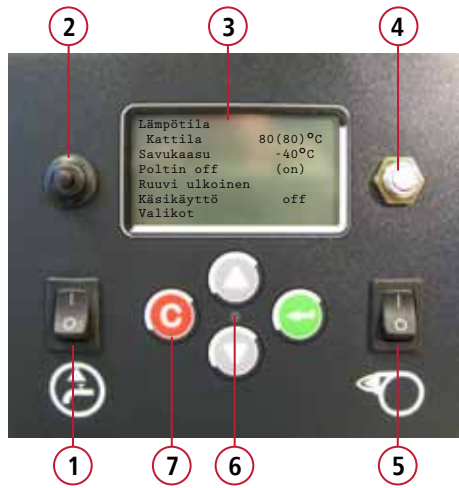 2 3 4
Lämpötila
Kattila 80(80)°C
Savukaasu -40°C
Poltin off (on)
Ruuvi ulkoinen
Käsikäyttö off
Valikot
I O C I O
1 7 6 5